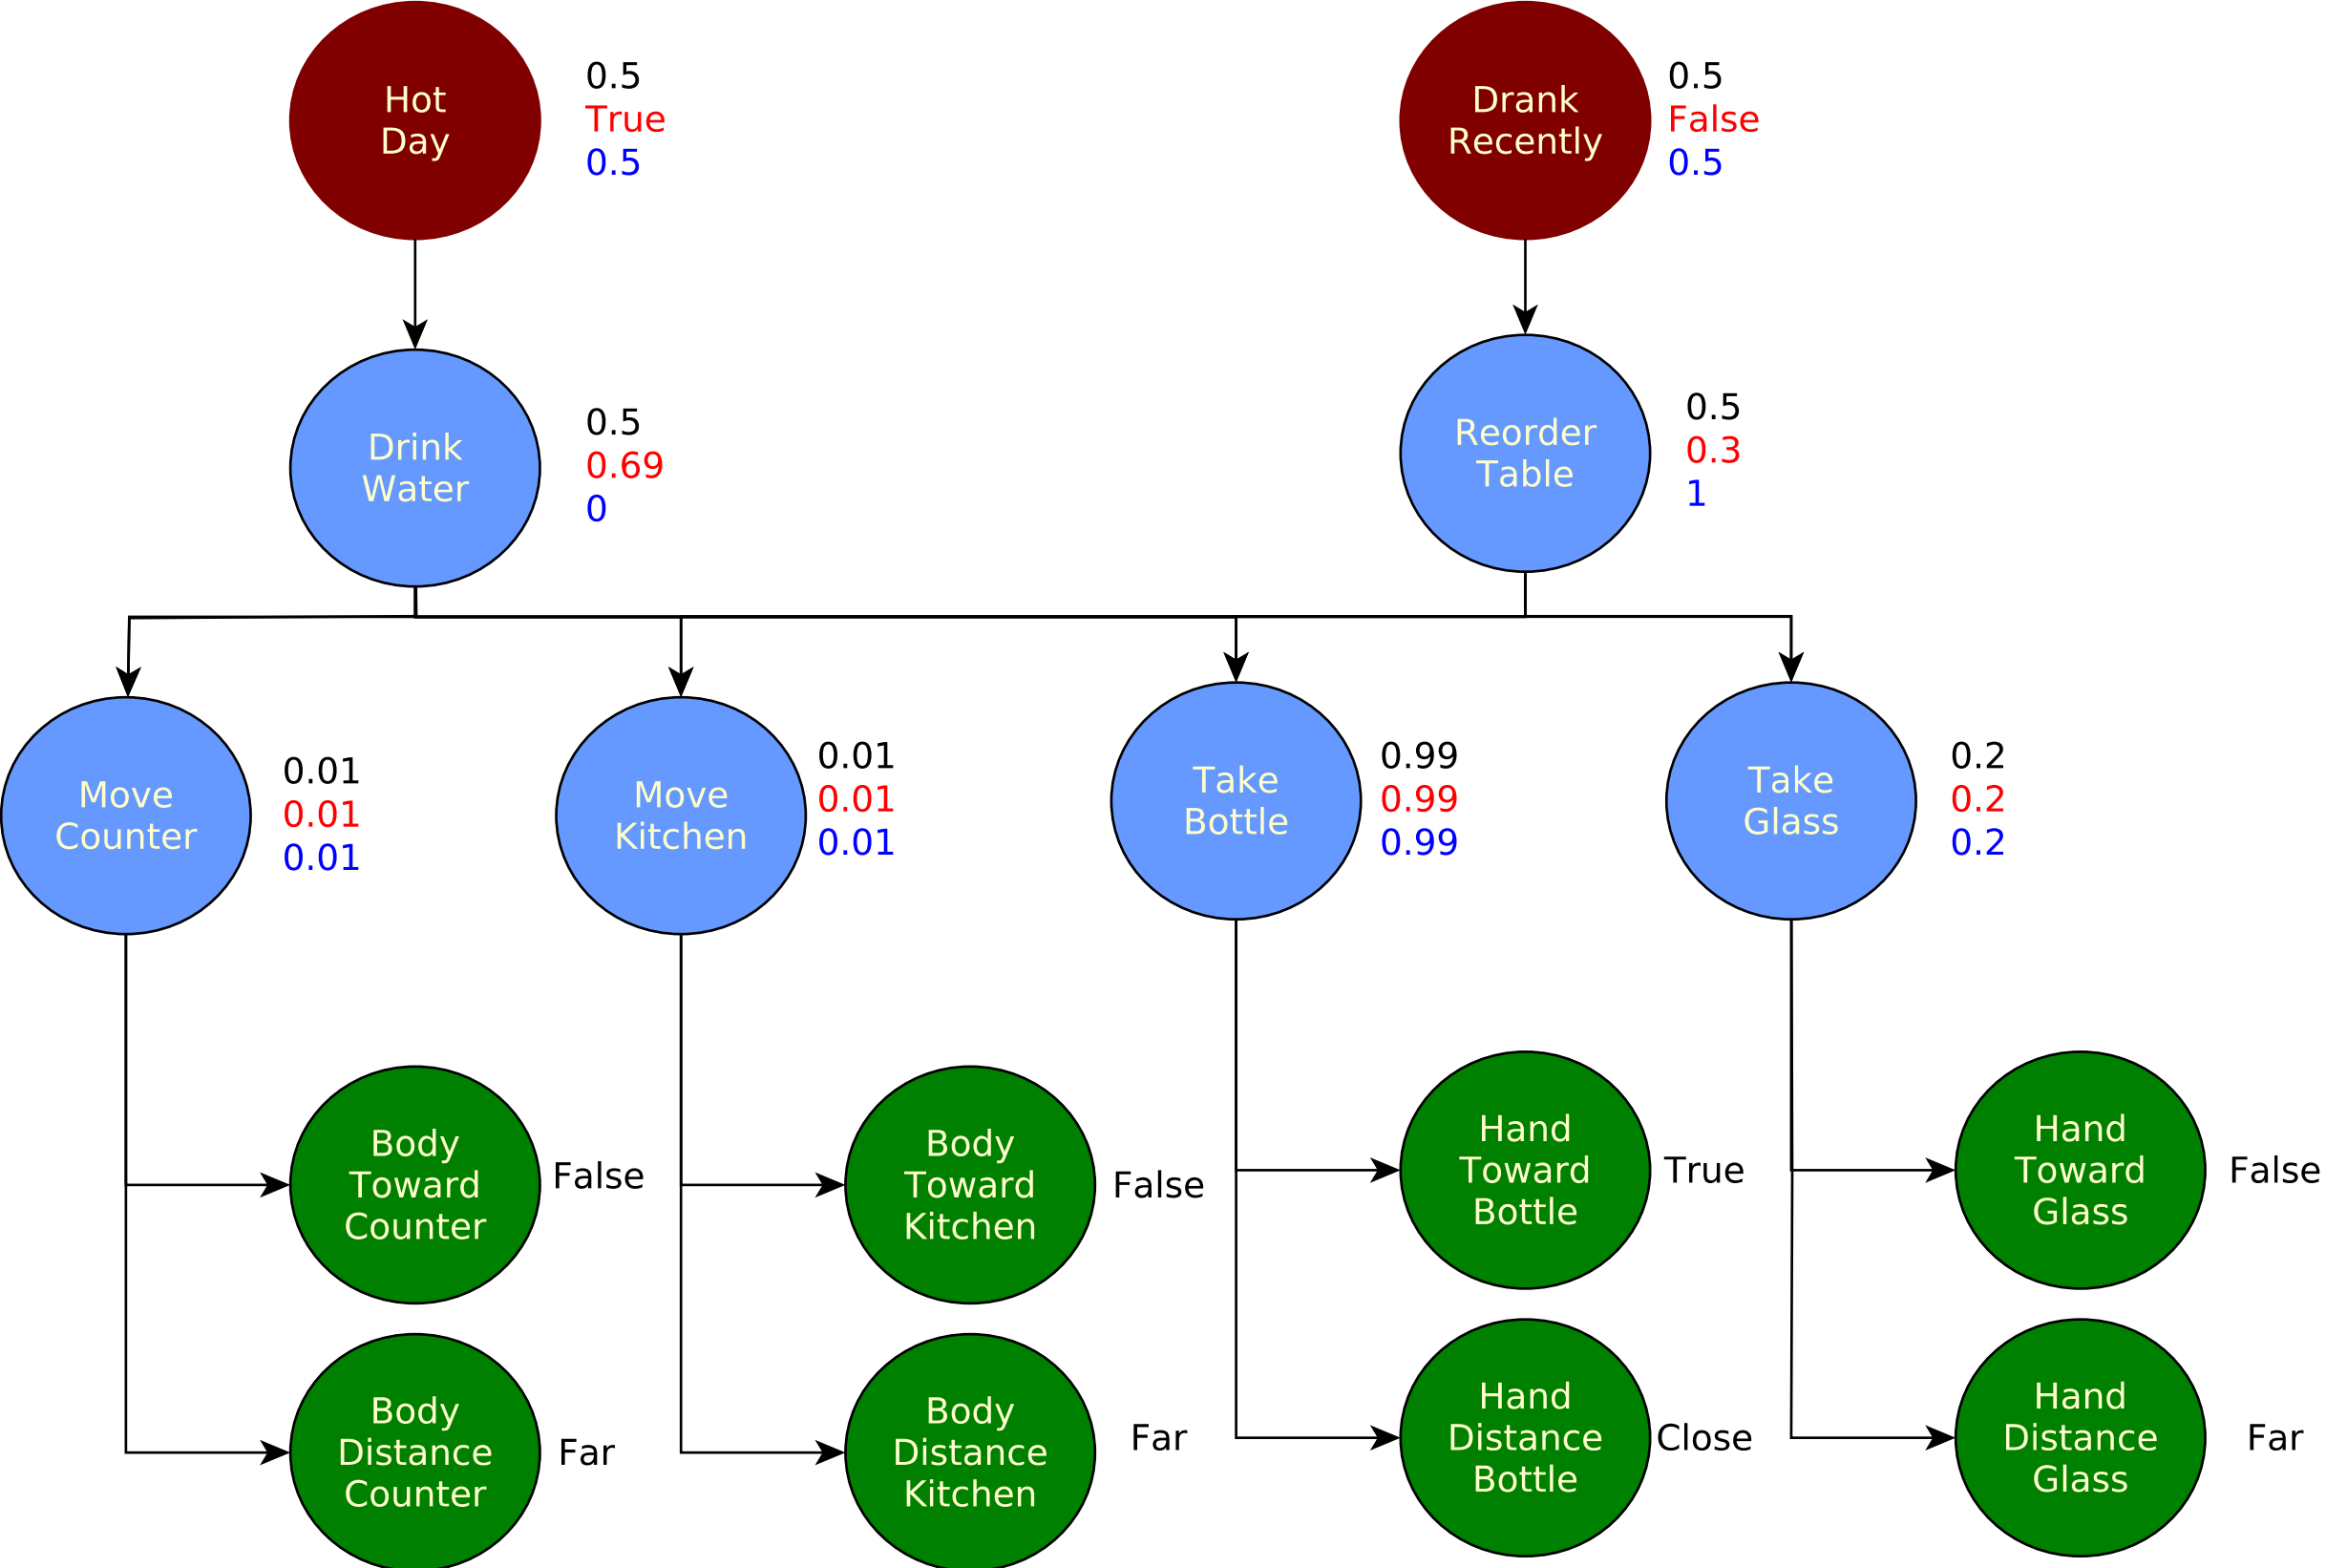 Hot
Day
0.5
True
0.5
Drank
Recently
0.5
False
0.5
Drink
Water
0.5
0.69
0
Reorder
Table
0.5
0.3
1
Move
Counter
0.01
0.01
0.01
Move
Kitchen
0.01
0.01
0.01
Take
Bottle
0.99
0.99
0.99
Take
Glass
0.2
0.2
0.2
Body
Toward
Counter
False
Body
Toward
Kitchen
False
Hand
Toward
Bottle
True
Hand
Toward
Glass
False
Body
Distance
Counter
Far
Body
Distance
Kitchen
Far
Hand
Distance
Bottle
Close
Hand
Distance
Glass
Far